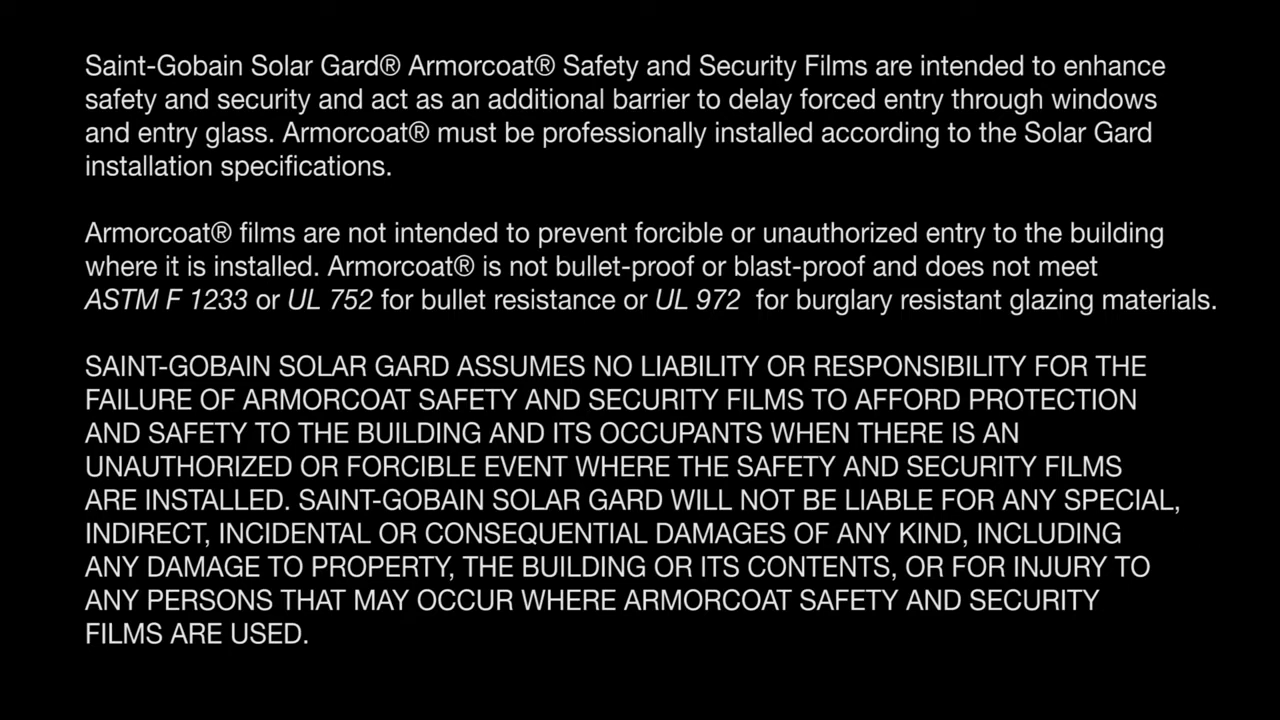 Saint-Gobain Solar Gard® Armorcoat® Safety and Security Films are intended to enhance
safety and security and act as an additional barrier to delay forced entry through windows
and entry glass. Armorcoat® must be professionally installed according to the Solar Gard
installation specifications.
Armorcoat® films are not intended to prevent forcible or unauthorized entry to the building
where it is installed. Armorcoat® is not bullet-proof or blast-proof and does not meet
ASTM F 1233 or UL 752 for bullet resistance or UL 972 for burglary resistant glazing materials.
SAINT-GOBAIN SOLAR GARD ASSUMES NO LIABILITY OR RESPONSIBILITY FOR THE
FAILURE OF ARMORCOAT SAFETY AND SECURITY FILMS TO AFFORD PROTECTION
AND SAFETY TO THE BUILDING AND ITS OCCUPANTS WHEN THERE IS AN
UNAUTHORIZED OR FORCIBLE EVENT WHERE THE SAFETY AND SECURITY FILMS
ARE INSTALLED. SAINT-GOBAIN SOLAR GARD WILL NOT BE LIABLE FOR ANY SPECIAL,
INDIRECT, INCIDENTAL OR CONSEQUENTIAL DAMAGES OF ANY KIND, INCLUDING
ANY DAMAGE TO PROPERTY, THE BUILDING OR ITS CONTENTS, OR FOR INJURY TO
ANY PERSONS THAT MAY OCCUR WHERE ARMORCOAT SAFETY AND SECURITY
FILMS ARE USED.